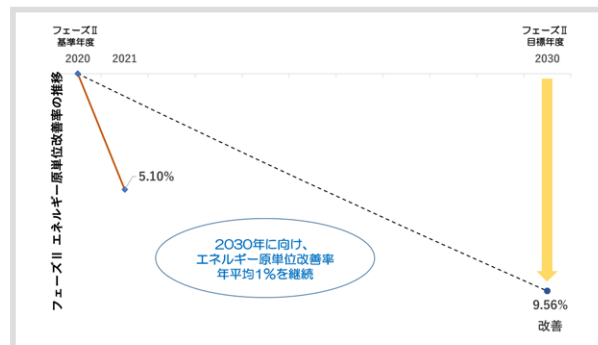 フェーズⅡ
基準年度
2020
2021
フェーズⅡ
目標年度
2030
フェーズⅡ エネルギー原単位改善率の推移
5.10%
2030年に向け、
エネルギー原単位改善率
年平均1%を継続
9.56%
改善